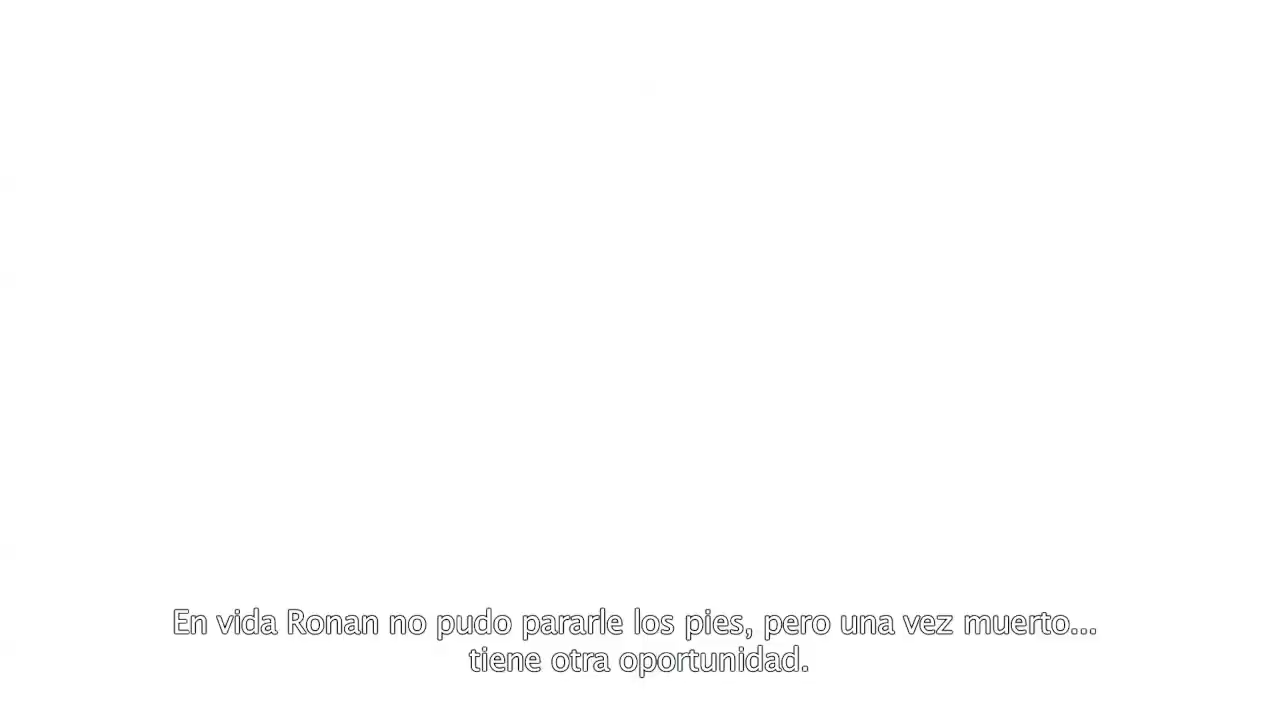 En vida Ronan no pudo pararle los pies, pero una vez muerto...
tiene otra oportunidad.